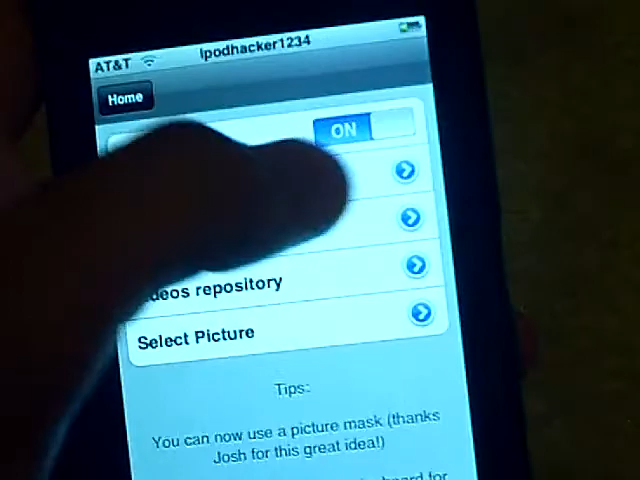 AT&T
Ipodhacker1234
Home
ON
repository
Select Picture
Tips:
You can now use a picture mask (thanks
Josh for this great idea!)
for